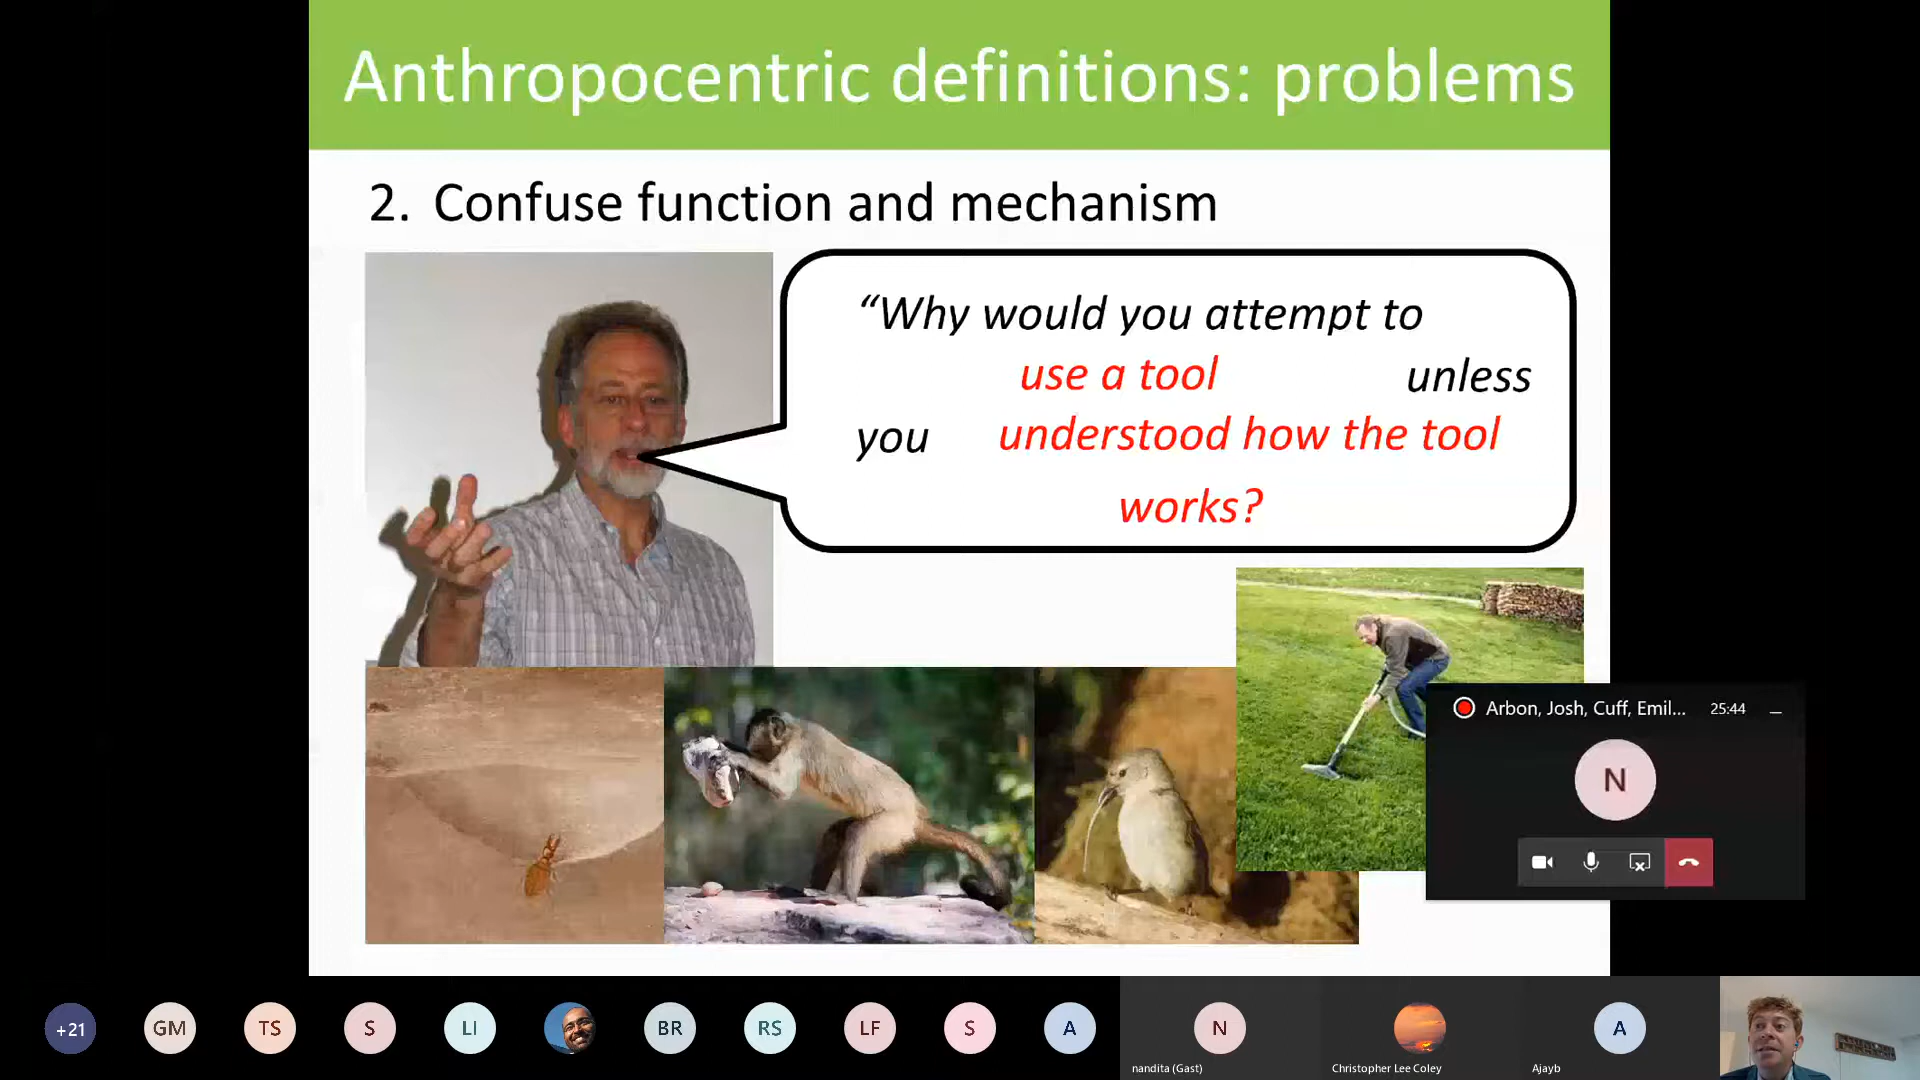 Anthropocentric definitions: problems
2. Confuse function and mechanism
“Why would you attempt to
use a tool unless
you understood how the tool
works?
Arbon, Josh, Cuff, Emil... 25:44
N
+21 GM TS S LI BR RS LF S A N A
nandita (Gast) Christopher Lee Coley Ajayb